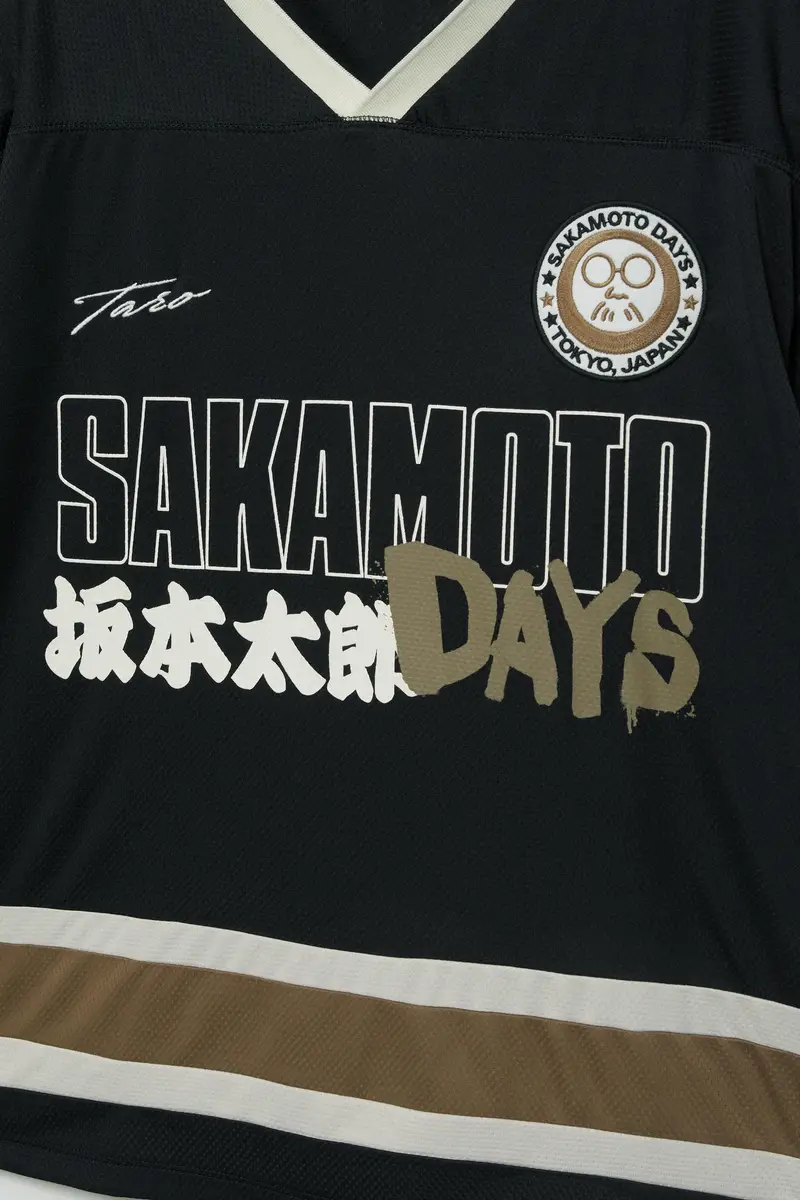 SAKAMOTO DAYS
TOKYO, JAPAN
Taro
SAKAMOTO
坂本太郎
DAYS